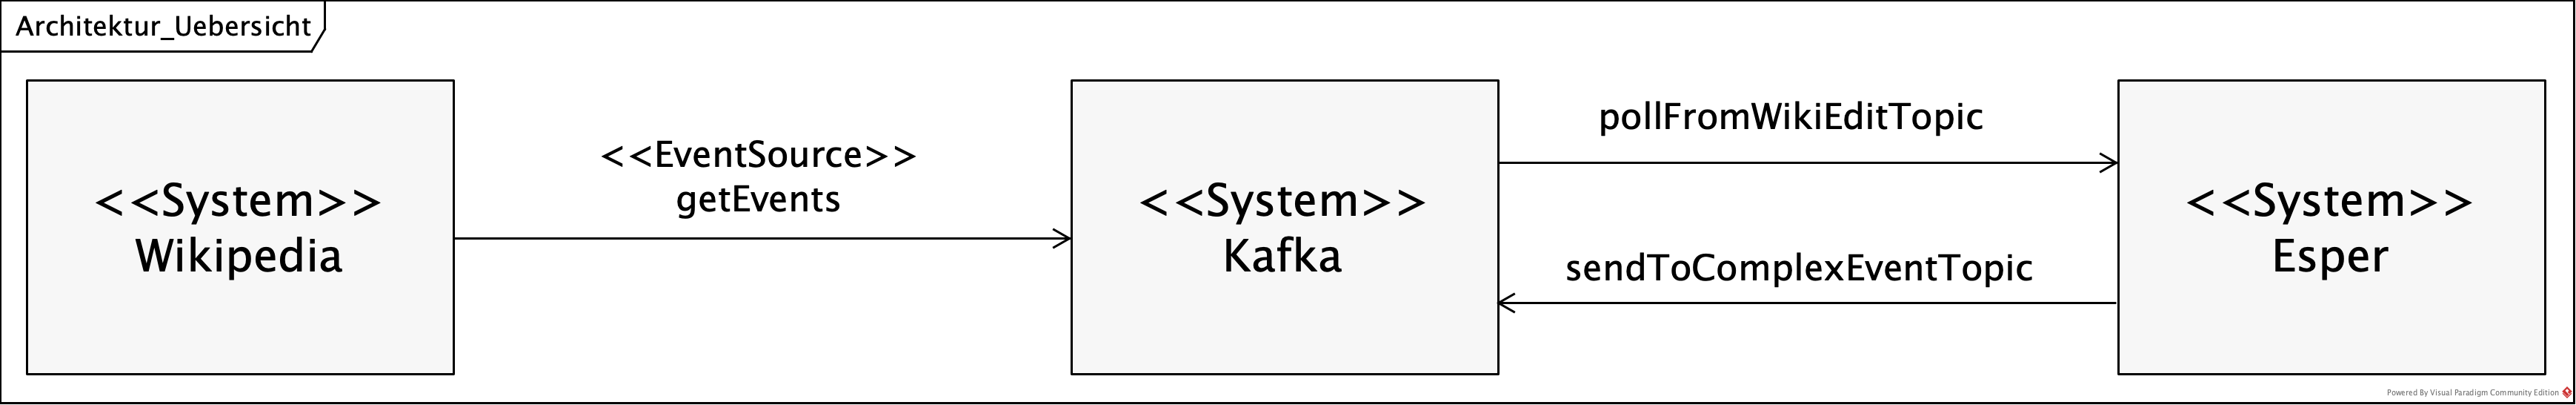 Architektur_Uebersicht
<<System>>
Wikipedia
<<EventSource>>
getEvents
<<System>>
Kafka
pollFromWikiEditTopic
sendToComplexEventTopic
<<System>>
Esper
Powered By Visual Paradigm Community Edition